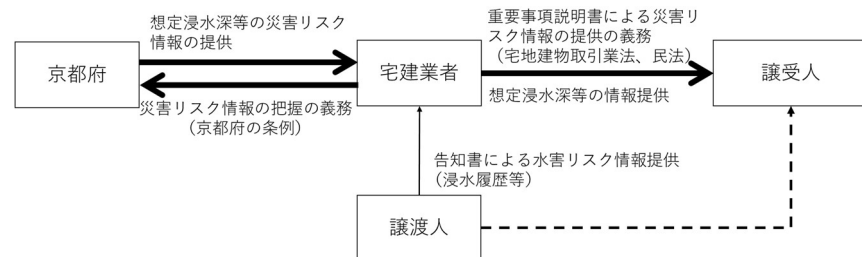 想定浸水深等の災害リスク
情報の提供
重要事項説明書による災害リ
スク情報の提供の義務
(宅地建物取引業法、民法)
京都府
宅建業者
譲受人
災害リスク情報の把握の義務
(京都府の条例)
想定浸水深等の情報提供
告知書による水害リスク情報提供
(浸水履歴等)
譲渡人